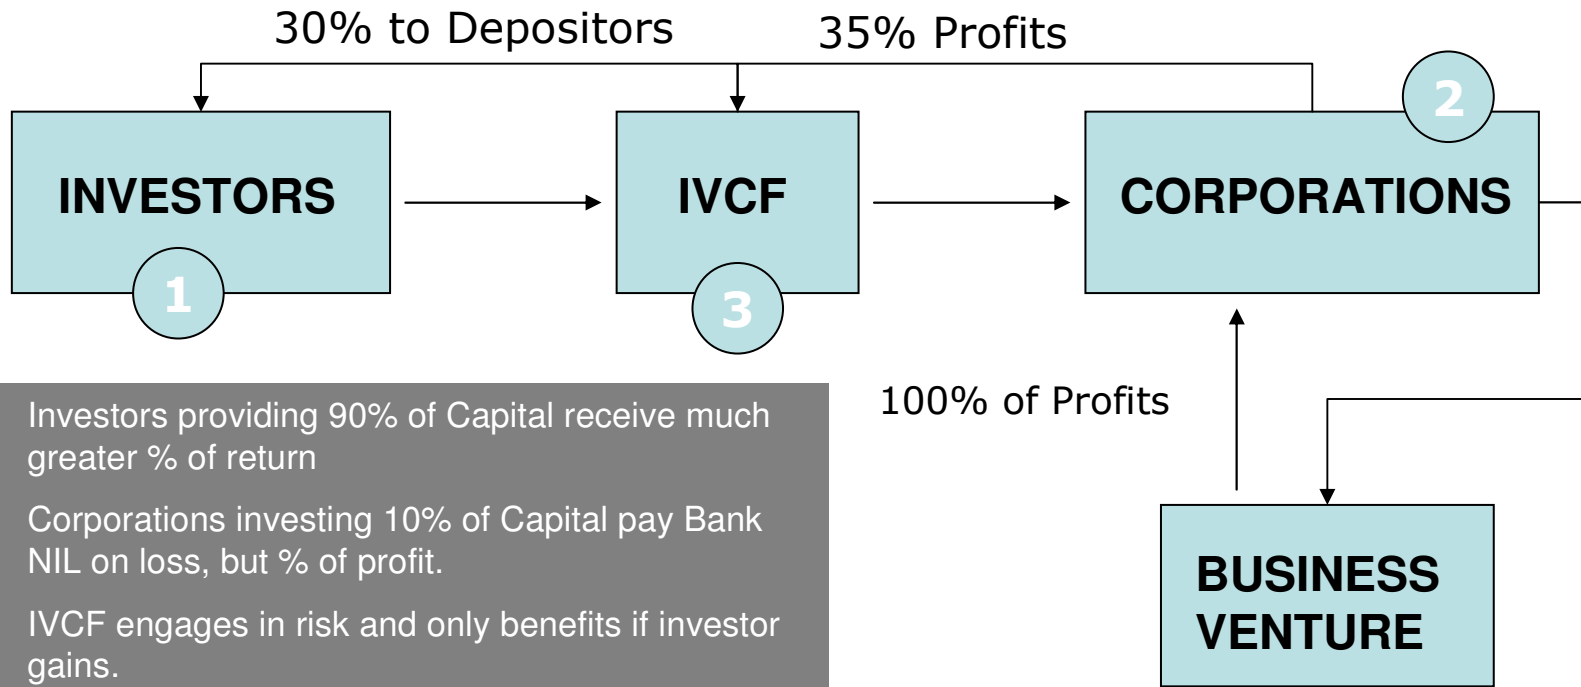 30% to Depositors
35% Profits
2
INVESTORS
IVCF
CORPORATIONS
1
3
Investors providing 90% of Capital receive much
greater % of return
Corporations investing 10% of Capital pay Bank
NIL on loss, but % of profit.
IVCF engages in risk and only benefits if investor
gains.
100% of Profits
BUSINESS
VENTURE